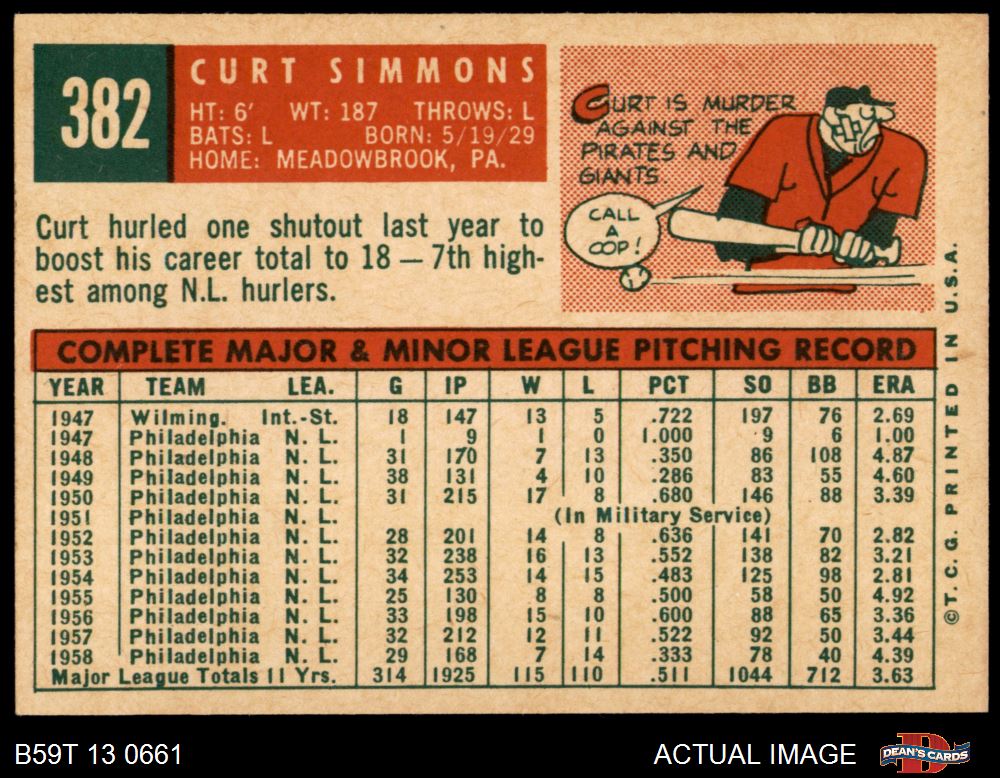 382
CURT SIMMONS
HT: 6' WT: 187 THROWS: L
BATS: L BORN: 5/19/29
HOME: MEADOWBROOK, PA.
CURT IS MURDER
AGAINST THE
PIRATES AND
GIANTS.
CALL
A
COP!
Curt hurled one shutout last year to
boost his career total to 18 — 7th high-
est among N.L. hurlers.
COMPLETE MAJOR & MINOR LEAGUE PITCHING RECORD
YEAR TEAM LEA. G IP W L PCT SO BB ERA
1947 Wilming. Int.-St. 18 147 13 5 .722 197 76 2.69
1947 Philadelphia N. L. 1 9 1 0 1.000 9 6 1.00
1948 Philadelphia N. L. 31 170 7 13 .350 86 108 4.87
1949 Philadelphia N. L. 38 131 4 10 .286 83 55 4.60
1950 Philadelphia N. L. 31 215 17 8 .680 146 88 3.39
1951 Philadelphia N. L. (In Military Service)
1952 Philadelphia N. L. 28 201 14 8 .636 141 70 2.82
1953 Philadelphia N. L. 32 238 16 13 .552 138 82 3.21
1954 Philadelphia N. L. 34 253 14 15 .483 125 98 2.81
1955 Philadelphia N. L. 25 130 8 8 .500 58 50 4.92
1956 Philadelphia N. L. 33 198 15 10 .600 88 65 3.36
1957 Philadelphia N. L. 32 212 12 11 .522 92 50 3.44
1958 Philadelphia N. L. 29 168 7 14 .333 78 40 4.39
Major League Totals 11 Yrs. 314 1925 115 110 .511 1044 712 3.63
© T. C. G. PRINTED IN U.S.A.
B59T 13 0661
ACTUAL IMAGE
D
DEAN'S CARDS